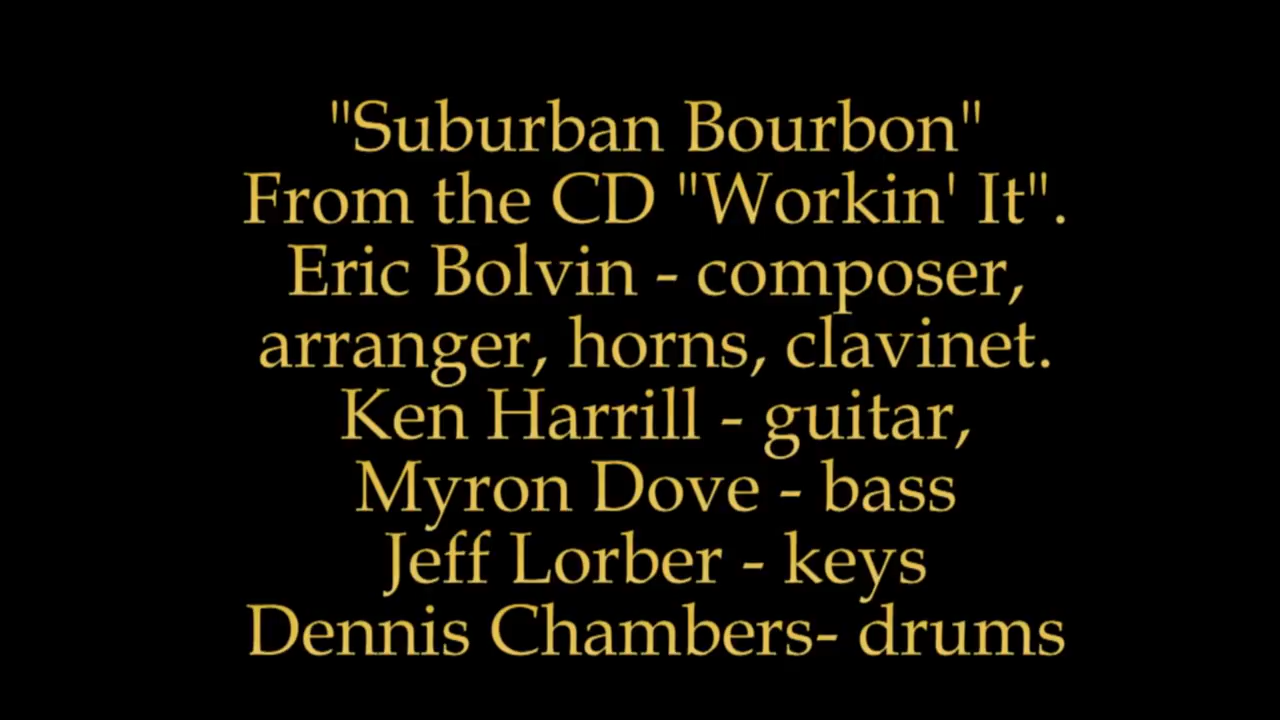 "Suburban Bourbon"
From the CD "Workin' It".
Eric Bolvin - composer,
arranger, horns, clavinet.
Ken Harrill - guitar,
Myron Dove - bass
Jeff Lorber - keys
Dennis Chambers- drums